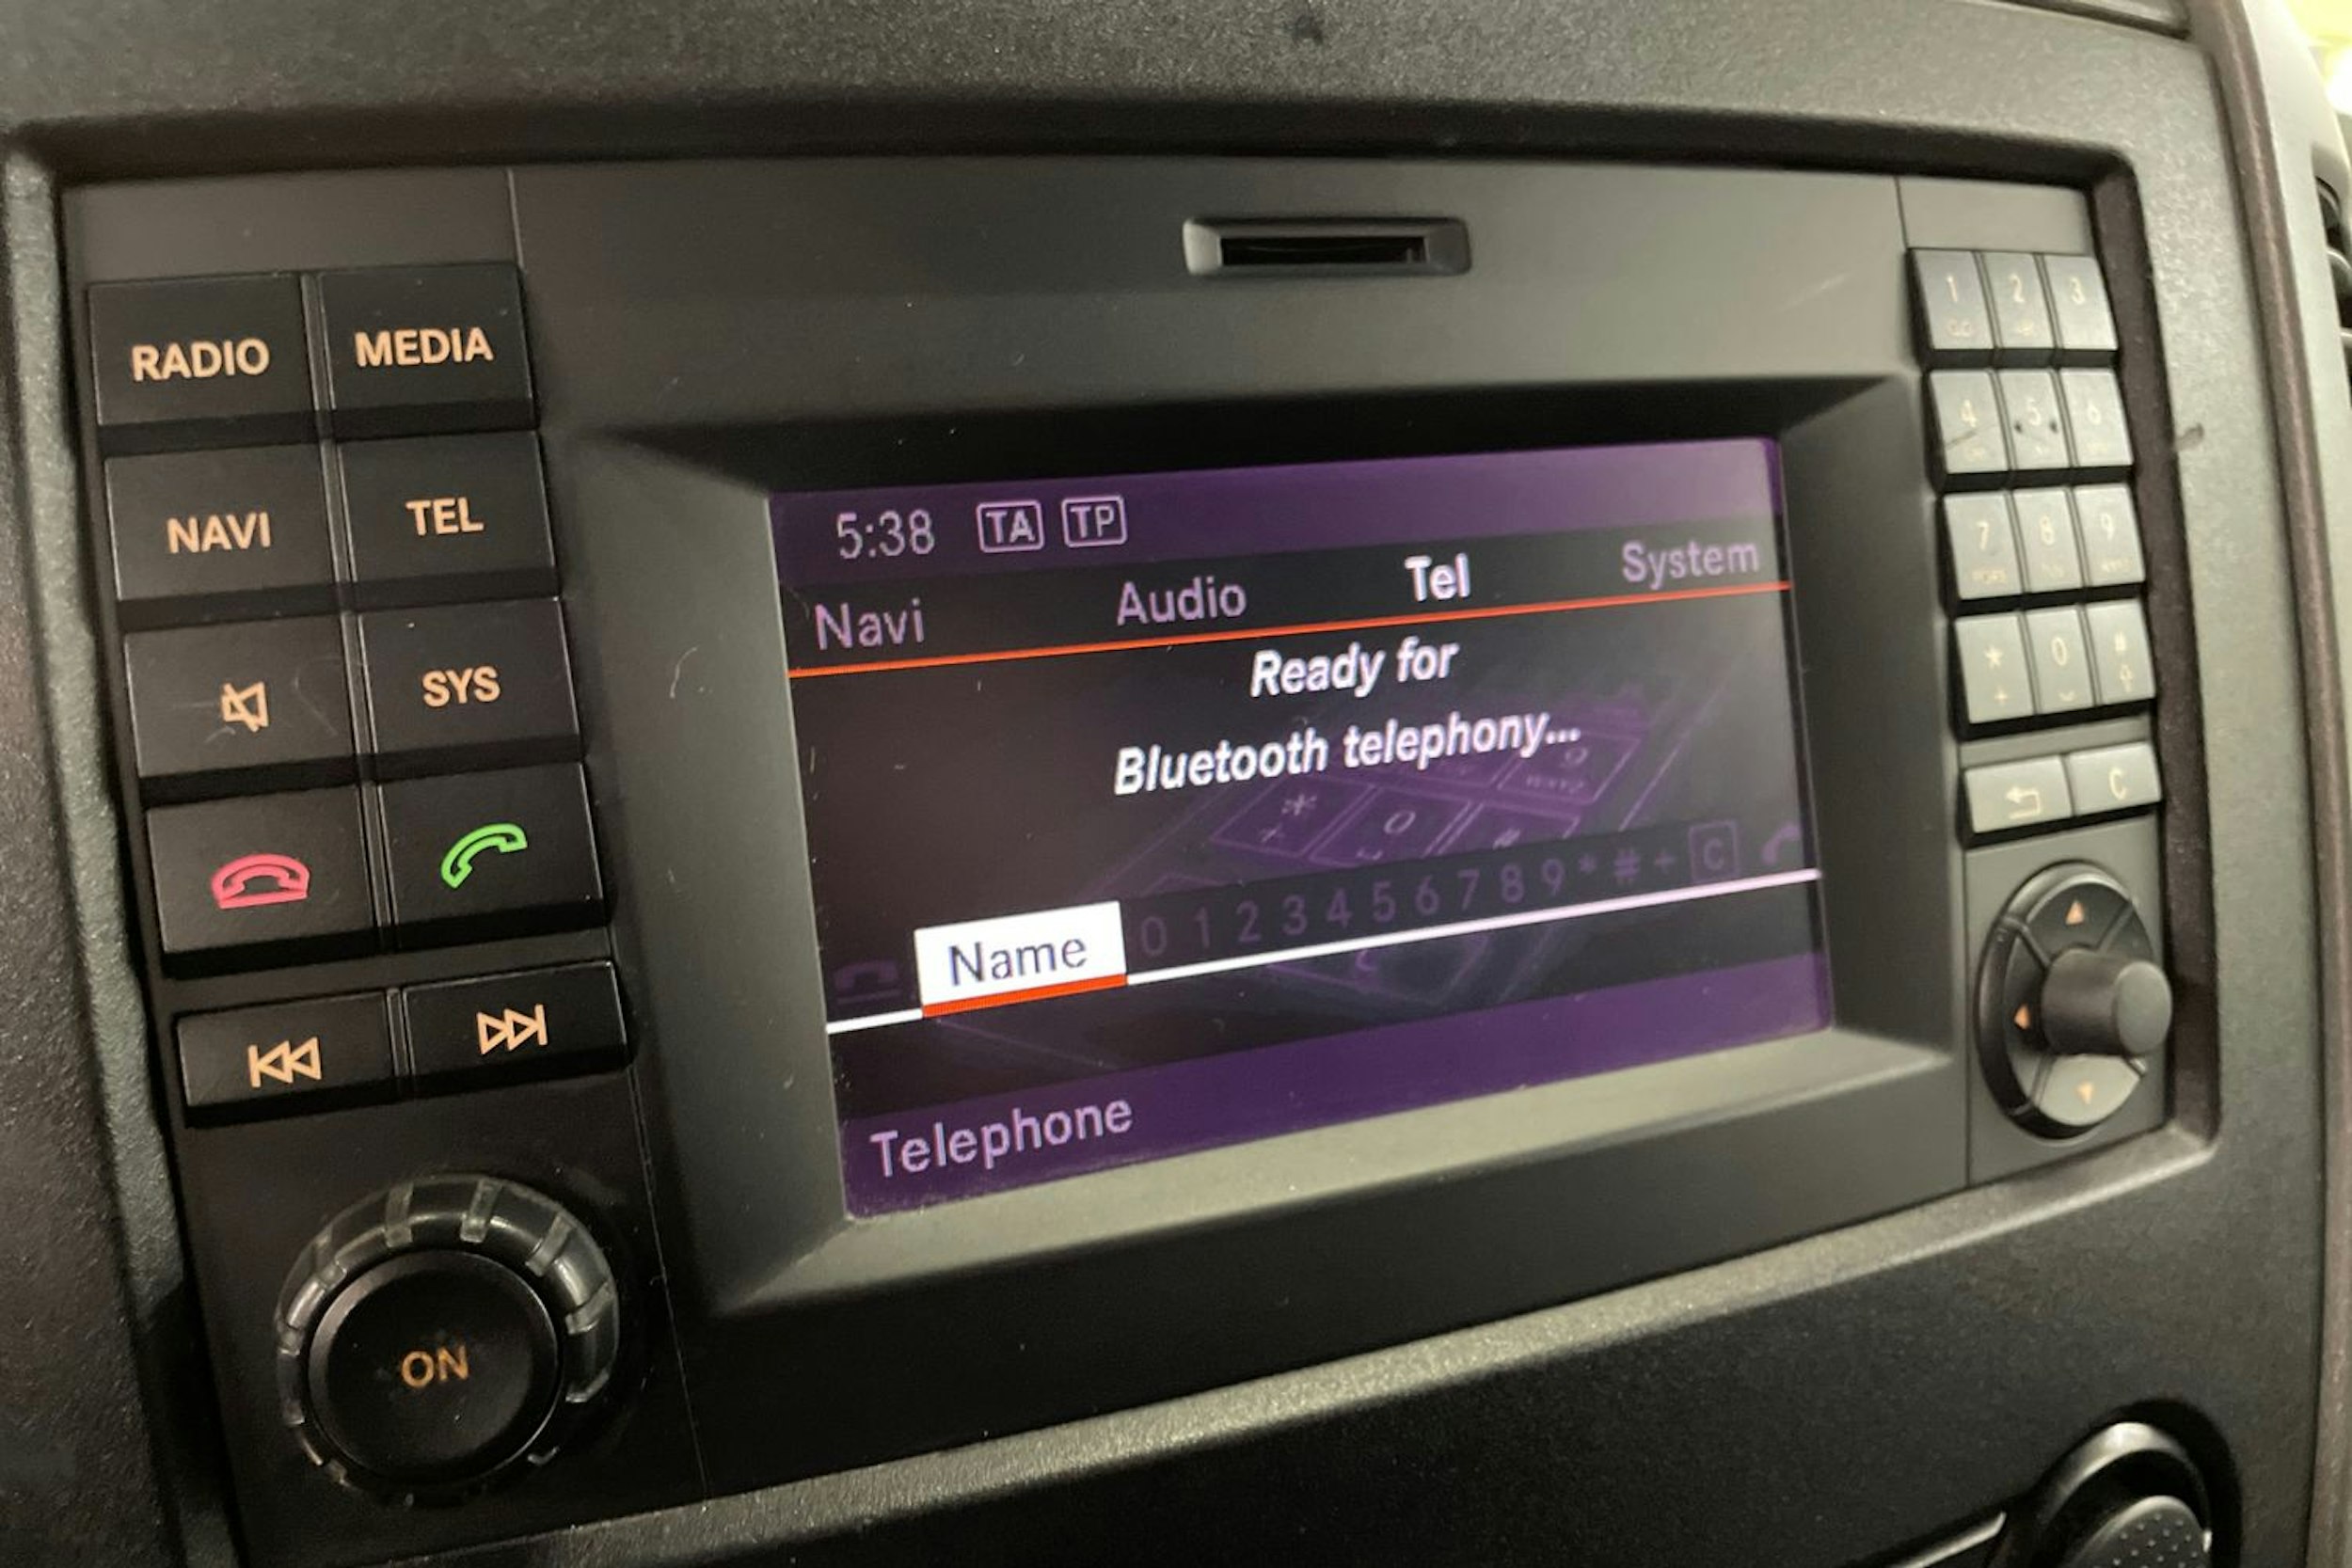 RADIO MEDIA
NAVI TEL
SYS
ON
5:38 TA TP
Navi Audio Tel System
Ready for
Bluetooth telephony...
Name 0 1 2 3 4 5 6 7 8 9 * # + C
Telephone
1 2 3
4 5 6
7 8 9
* 0 #
+
C